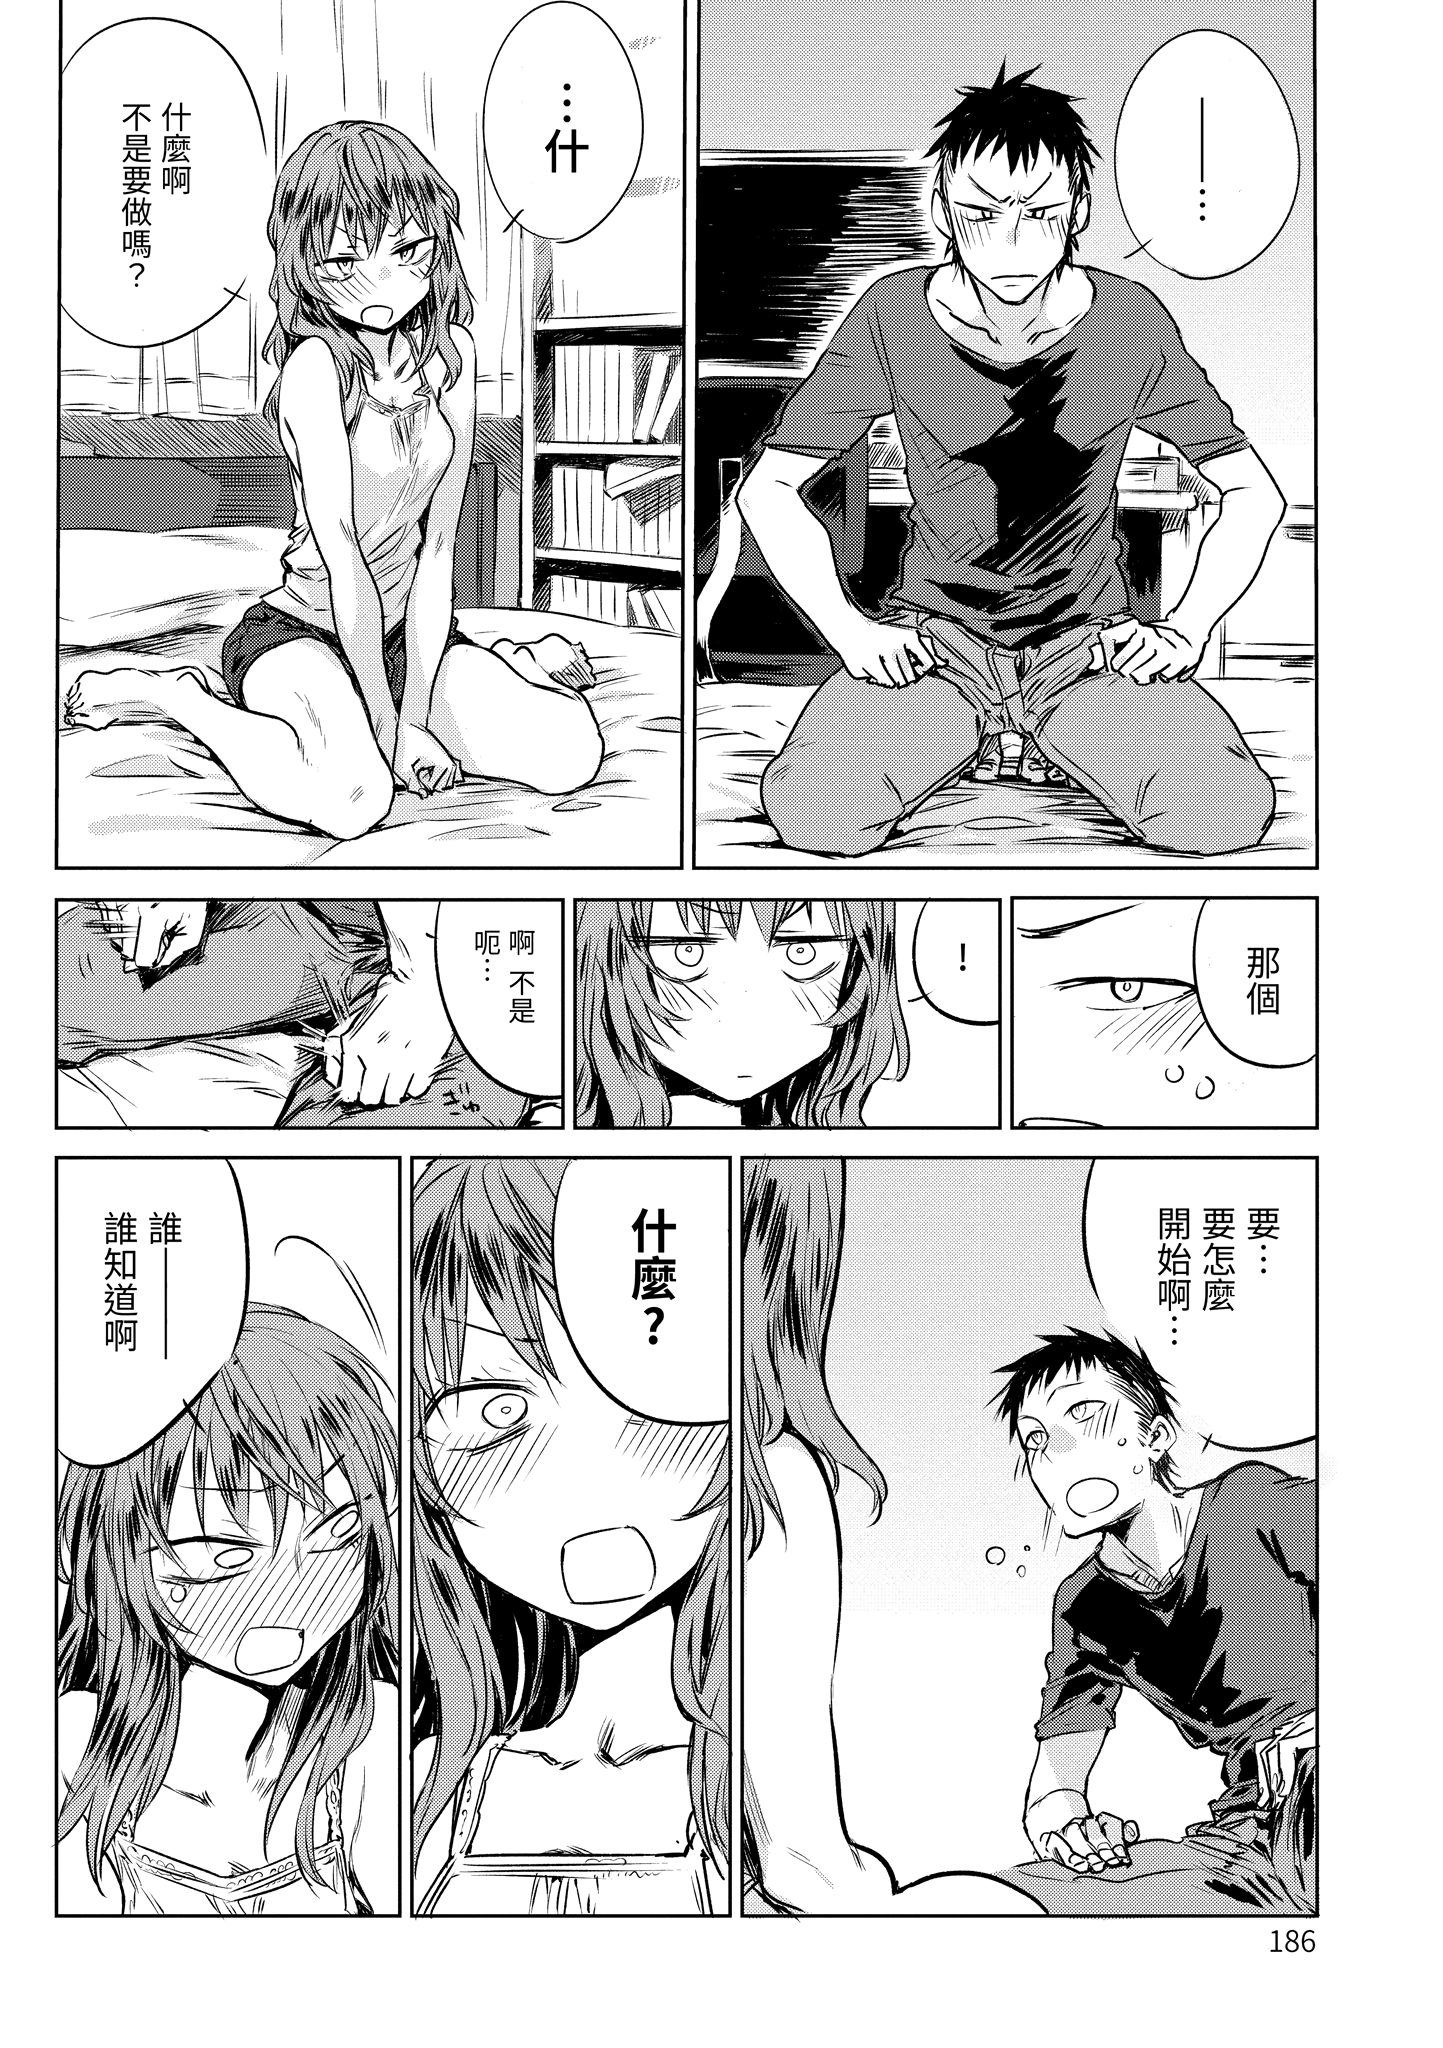 ──…
…什
什麼啊
不是要做嗎？
那個
！
啊 不是
呃…
要…
要怎麼
開始啊…
什麼？
誰──
誰知道啊
186